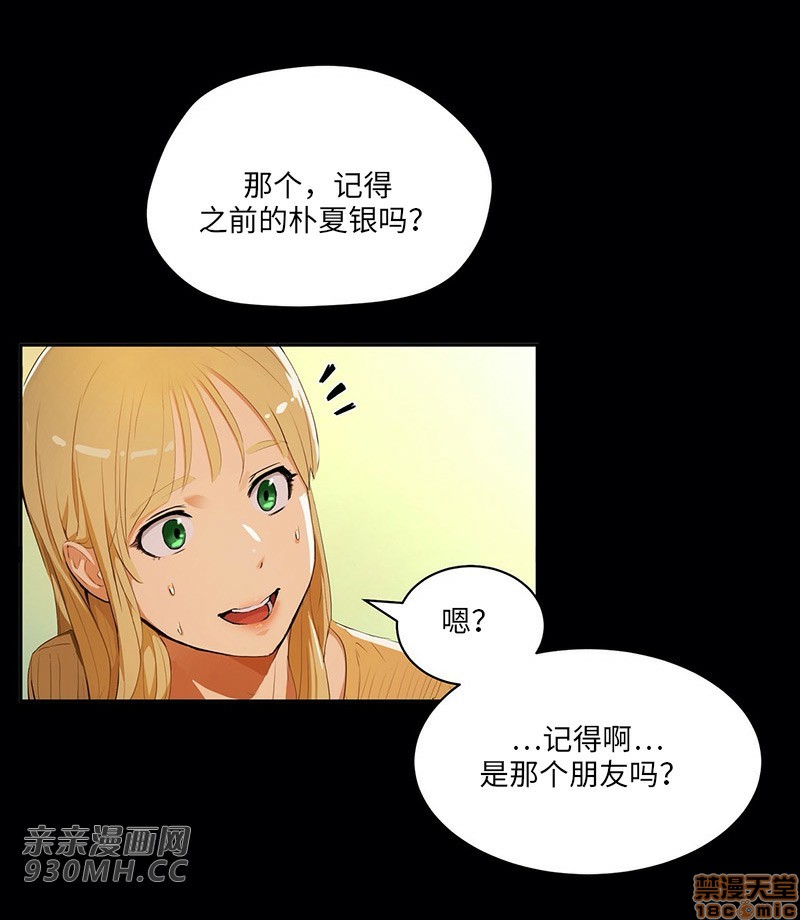 那个，记得
之前的朴夏银吗？
嗯？
...记得啊...
是那个朋友吗？
亲亲漫画网
930MH.CC
禁漫天堂
18comic